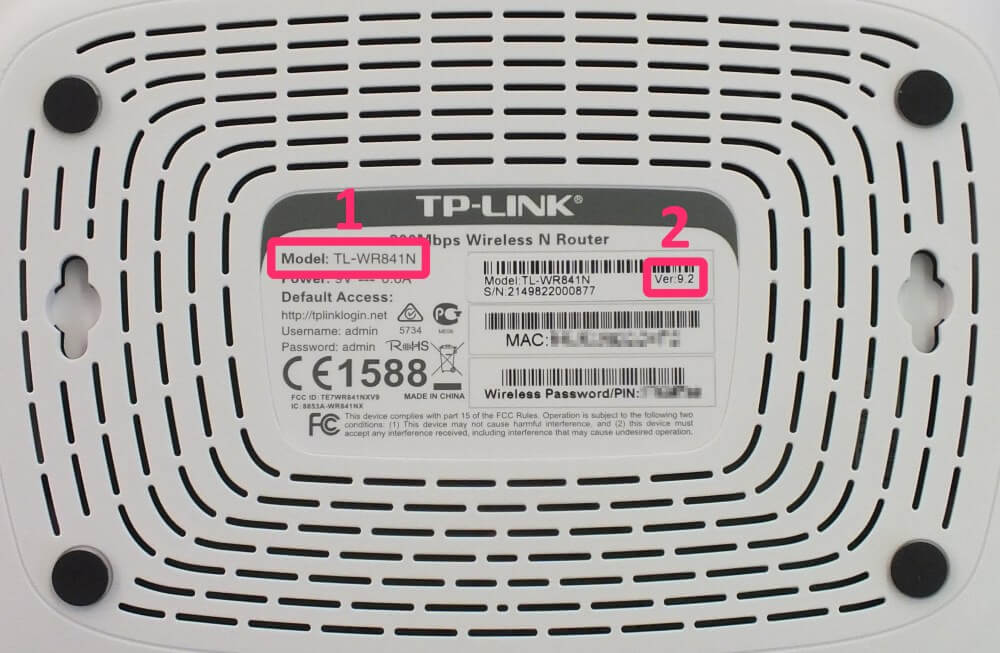 1
2
TP-LINK®
Mbps Wireless N Router
Model: TL-WR841N
Power: 9V 0.6A
Default Access:
http://tplinklogin.net
Username: admin
Password: admin
5734
RoHS
CE1588
FCC ID: TE7WR841NXV9
IC: 8853A-WR841NX
MADE IN CHINA
Model:TL-WR841N
Ver:9.2
S/N:2149822000877
MAC:
Wireless Password/PIN:
FC This device complies with part 15 of the FCC Rules. Operation is subject to the following two
conditions: (1) This device may not cause harmful interference, and (2) this device must
accept any interference received, including interference that may cause undesired operation.